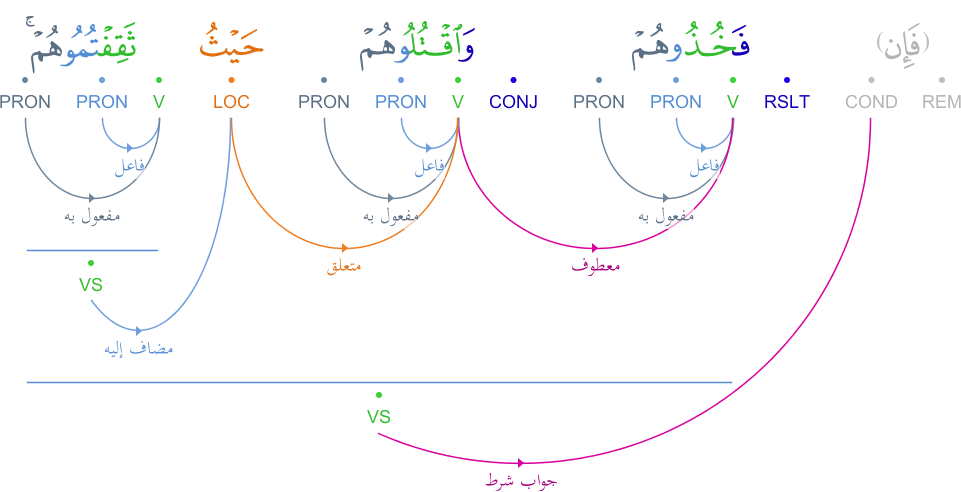 (فَإِن) فَخُذُوهُمْ وَٱقْتُلُوهُمْ حَيْثُ ثَقِفْتُمُوهُمْ ۚ
PRON PRON V LOC PRON PRON V CONJ PRON PRON V RSLT COND REM
فاعل فاعل فاعل
مفعول به مفعول به مفعول به
متعلق معطوف
VS
مضاف إليه
VS
جواب شرط